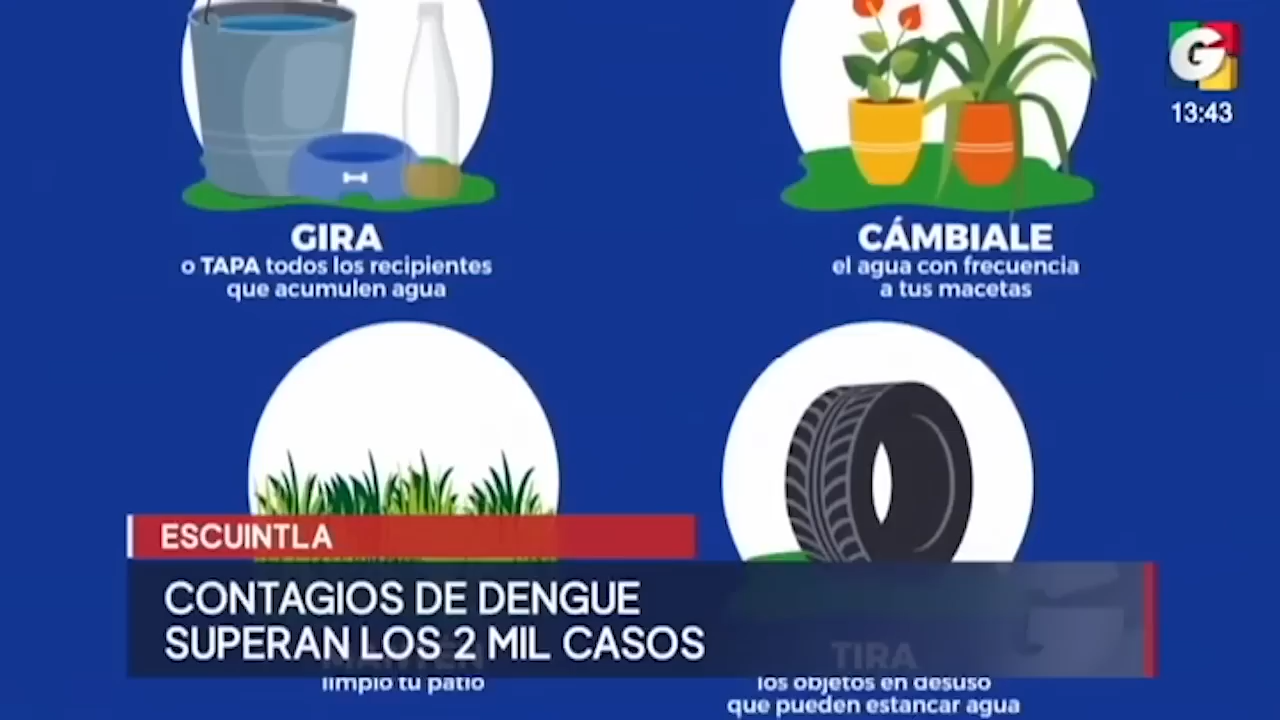 G
13:43
GIRA
o TAPA todos los recipientes
que acumulen agua
CÁMBIALE
el agua con frecuencia
a tus macetas
ESCUINTLA
CONTAGIOS DE DENGUE
SUPERAN LOS 2 MIL CASOS
MANTÉN
limpio tu patio
TIRA
los objetos en desuso
que pueden estancar agua